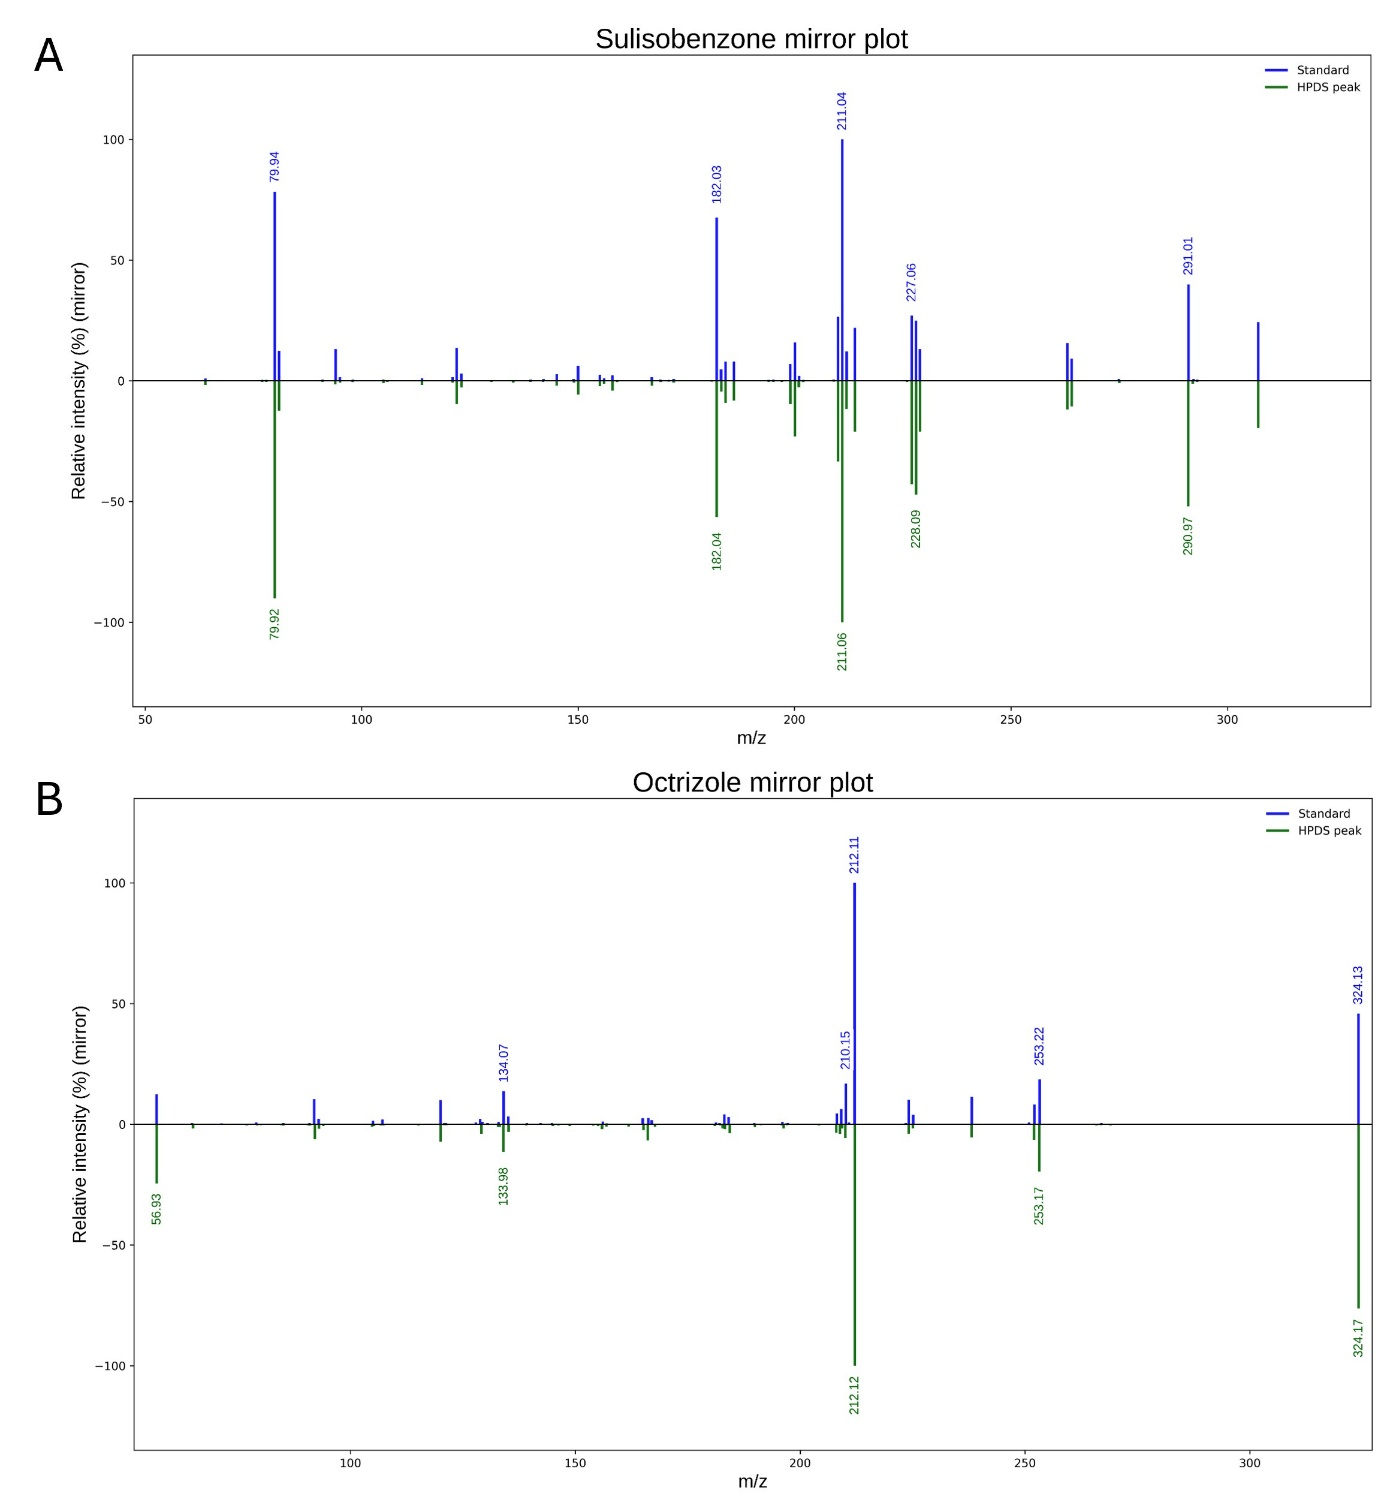 A
Sulisobenzone mirror plot
Standard
HPDS peak
211.04
79.94
182.03
227.06
291.01
100
50
0
−50
−100
Relative intensity (%) (mirror)
182.04
228.09
290.97
79.92
211.06
50 100 150 200 250 300
m/z
B
Octrizole mirror plot
Standard
HPDS peak
212.11
324.13
210.15
253.22
134.07
100
50
0
−50
−100
Relative intensity (%) (mirror)
56.93
133.98
253.17
324.17
212.12
100 150 200 250 300
m/z